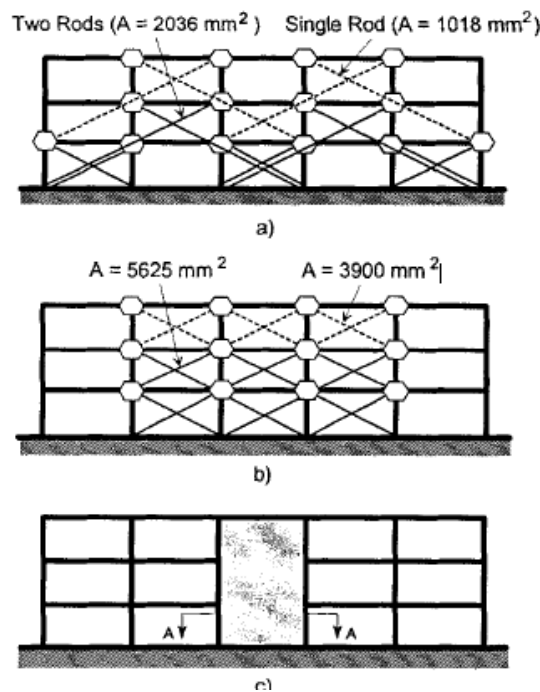 Two Rods (A = 2036 mm²) Single Rod (A = 1018 mm²)
a)
A = 5625 mm² A = 3900 mm²
b)
A A
c)